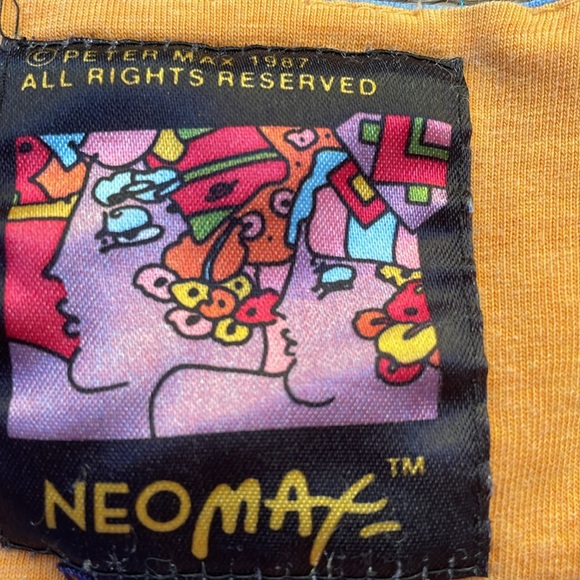 © PETER MAX 1987
ALL RIGHTS RESERVED
NEOMAX™